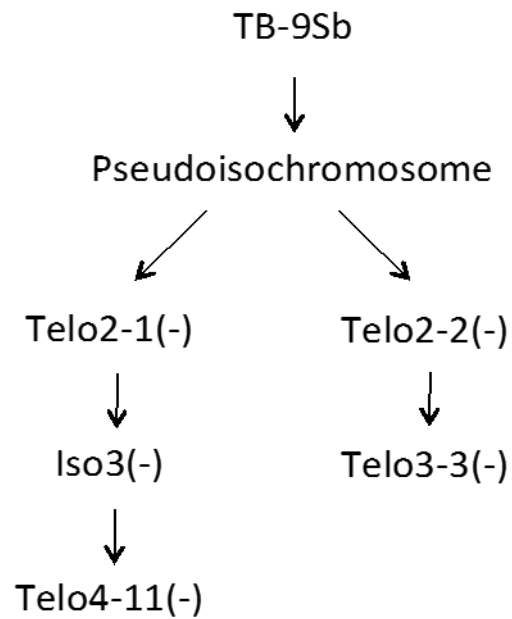 TB-9Sb
Pseudoisochromosome
Telo2-1(-)
Telo2-2(-)
Iso3(-)
Telo3-3(-)
Telo4-11(-)